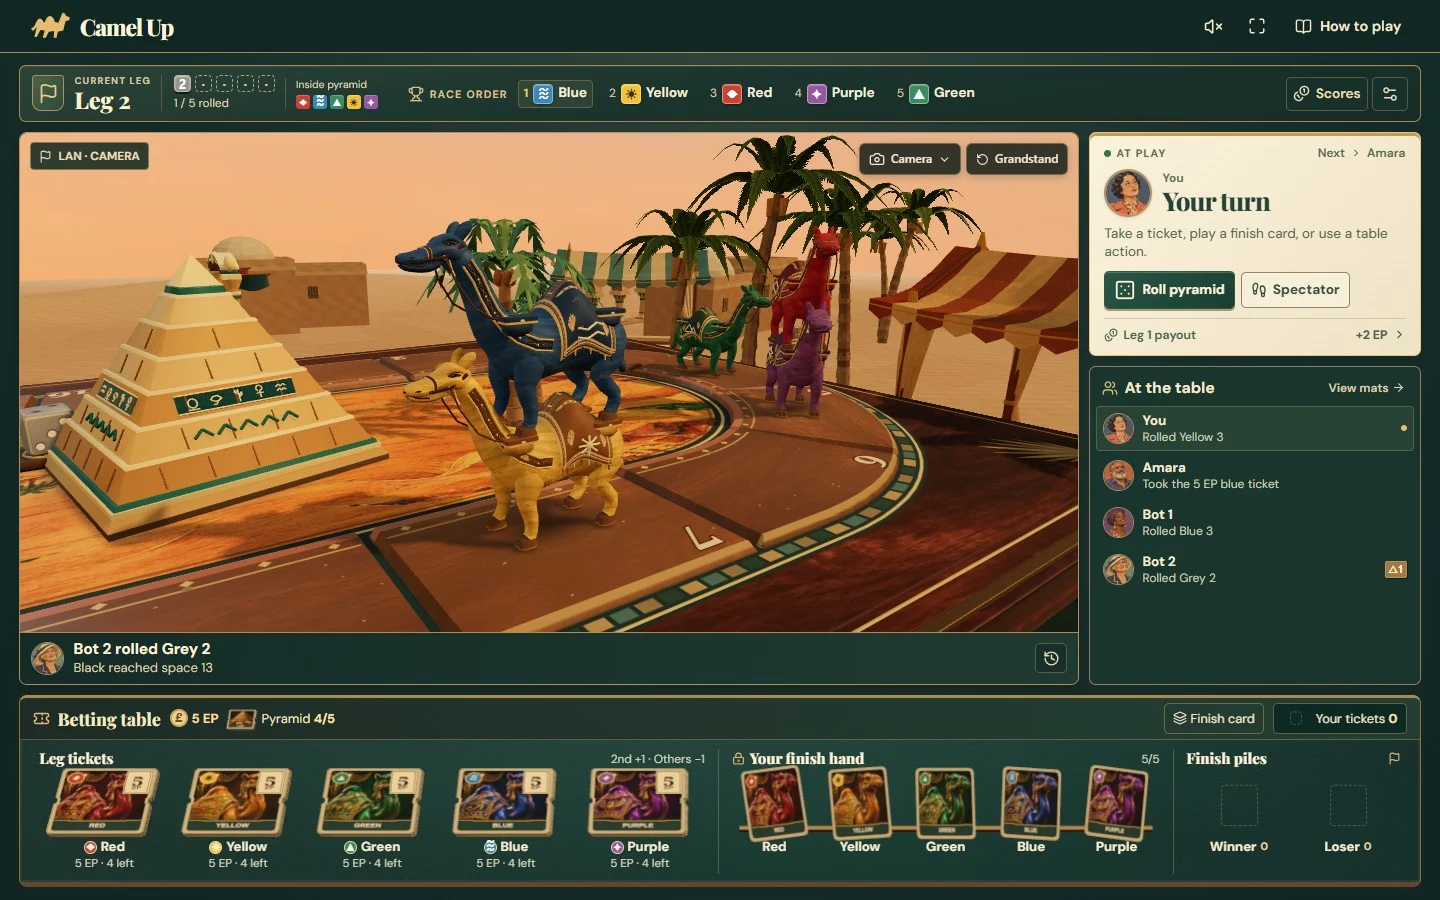 Camel Up
How to play
CURRENT LEG
Leg 2
2 - - - -
1 / 5 rolled
Inside pyramid
RACE ORDER
1 Blue
2 Yellow
3 Red
4 Purple
5 Green
Scores
LAN · CAMERA
Camera
Grandstand
6
7
Bot 2 rolled Grey 2
Black reached space 13
AT PLAY
Next > Amara
You
Your turn
Take a ticket, play a finish card, or use a table
action.
Roll pyramid
Spectator
Leg 1 payout
+2 EP
At the table
View mats →
You
Rolled Yellow 3
Amara
Took the 5 EP blue ticket
Bot 1
Rolled Blue 3
Bot 2
Rolled Grey 2
1
Betting table
£ 5 EP
Pyramid 4/5
Finish card
Your tickets 0
Leg tickets
2nd +1 · Others −1
5
RED
Red
5 EP · 4 left
5
YELLOW
Yellow
5 EP · 4 left
5
GREEN
Green
5 EP · 4 left
5
BLUE
Blue
5 EP · 4 left
5
PURPLE
Purple
5 EP · 4 left
Your finish hand
5/5
RED
Red
YELLOW
Yellow
GREEN
Green
BLUE
Blue
PURPLE
Purple
Finish piles
Winner 0
Loser 0